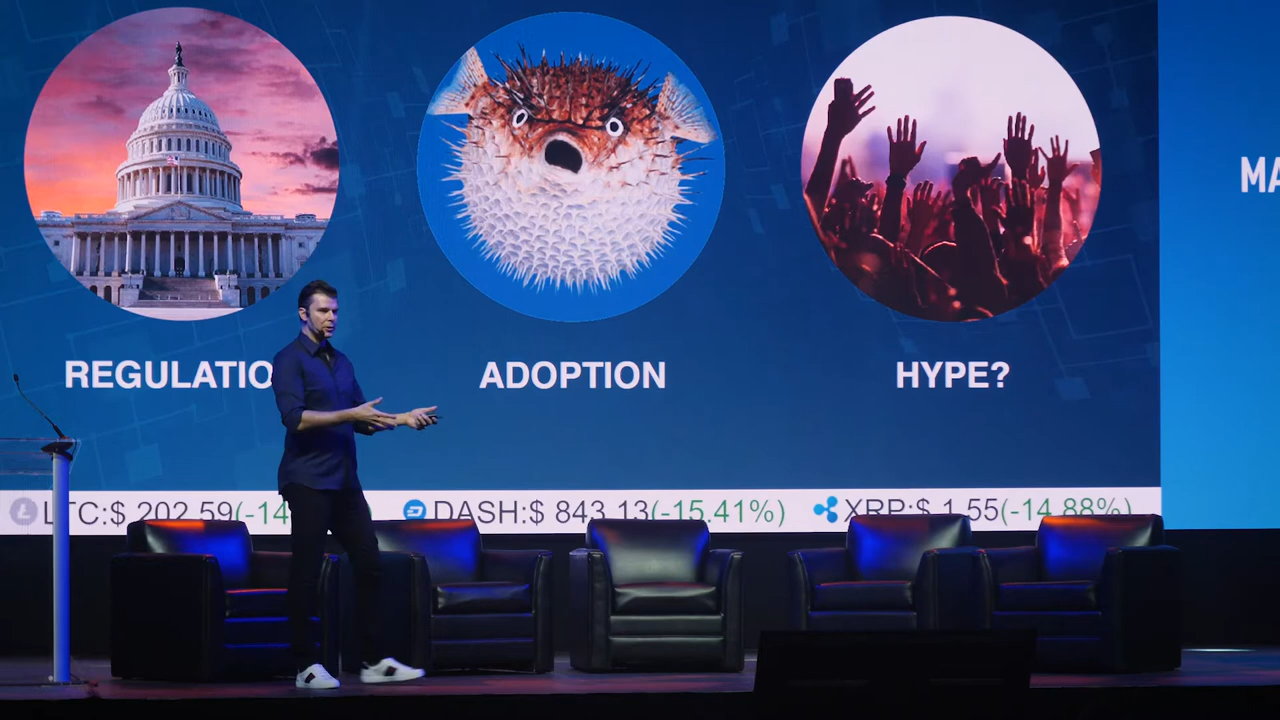 MA
REGULATIO
ADOPTION
HYPE?
LTC:$ 202.59(-14
DASH:$ 843.13(-15.41%)
XRP:$ 1.55(-14.88%)